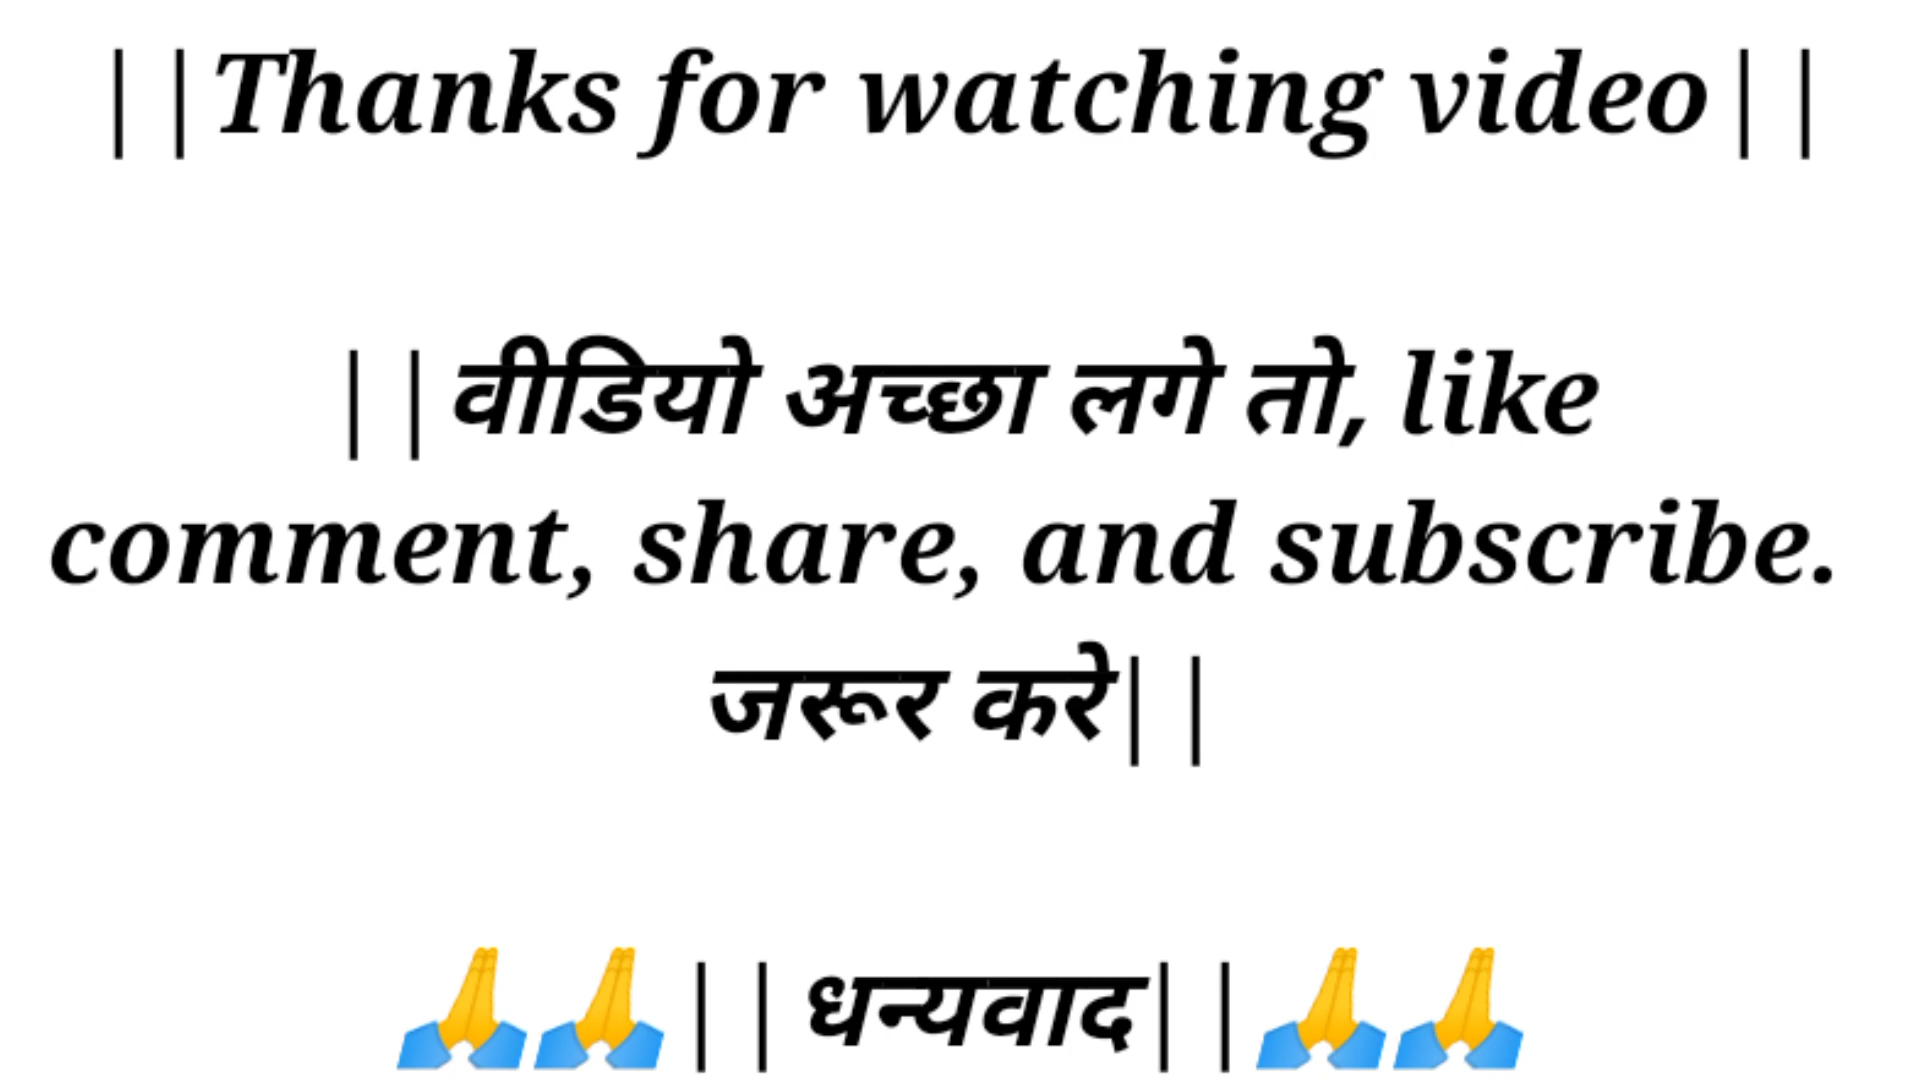 ||Thanks for watching video||
||वीडियो अच्छा लगे तो, like
comment, share, and subscribe.
जरूर करे||
🙏🙏||धन्यवाद||🙏🙏